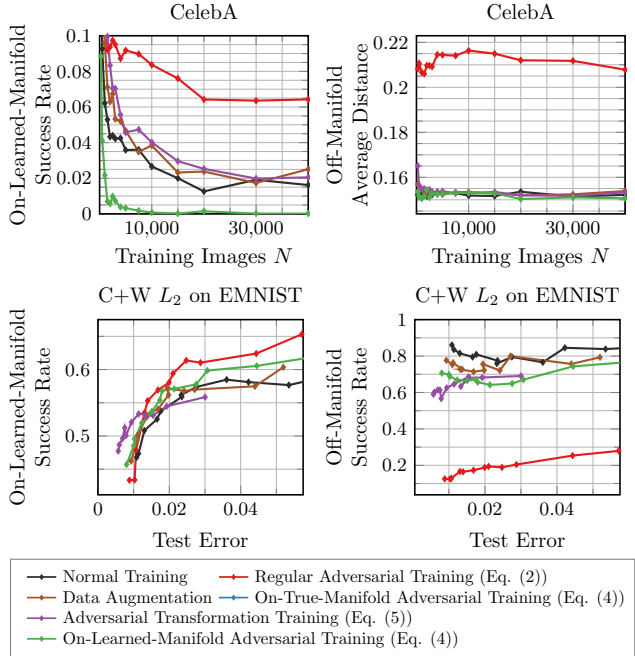 CelebA
CelebA
On-Learned-Manifold
Success Rate
0.1
0.08
0.06
0.04
0.02
0
10,000
30,000
Training Images N
Off-Manifold
Average Distance
0.22
0.2
0.18
0.16
10,000
30,000
Training Images N
C+W L2 on EMNIST
C+W L2 on EMNIST
On-Learned-Manifold
Success Rate
0.6
0.5
0
0.02
0.04
Test Error
Off-Manifold
Success Rate
1
0.8
0.6
0.4
0.2
0.02
0.04
Test Error
Normal Training
Regular Adversarial Training (Eq. (2))
Data Augmentation
On-True-Manifold Adversarial Training (Eq. (4))
Adversarial Transformation Training (Eq. (5))
On-Learned-Manifold Adversarial Training (Eq. (4))